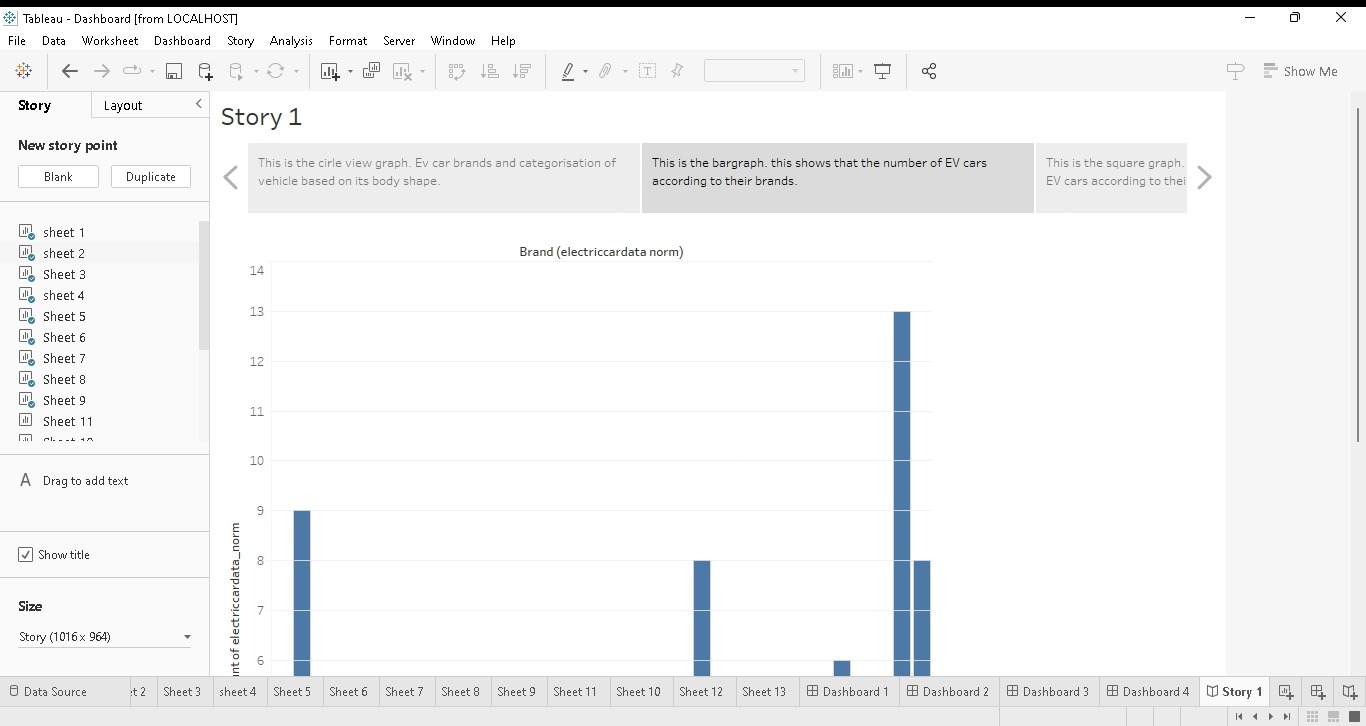 Tableau - Dashboard [from LOCALHOST]
File Data Worksheet Dashboard Story Analysis Format Server Window Help
Show Me
Story Layout
New story point
Blank Duplicate
sheet 1
sheet 2
Sheet 3
sheet 4
Sheet 5
Sheet 6
Sheet 7
Sheet 8
Sheet 9
Sheet 11
A Drag to add text
Show title
Size
Story (1016 x 964)
Story 1
This is the cirle view graph. Ev car brands and categorisation of
vehicle based on its body shape.
This is the bargraph. this shows that the number of EV cars
according to their brands.
This is the square graph.
EV cars according to thei
Brand (electriccardata norm)
14
13
12
11
10
9
8
7
6
nt of electriccardata_norm
Data Source et 2 Sheet 3 sheet 4 Sheet 5 Sheet 6 Sheet 7 Sheet 8 Sheet 9 Sheet 11 Sheet 10 Sheet 12 Sheet 13 Dashboard 1 Dashboard 2 Dashboard 3 Dashboard 4 Story 1